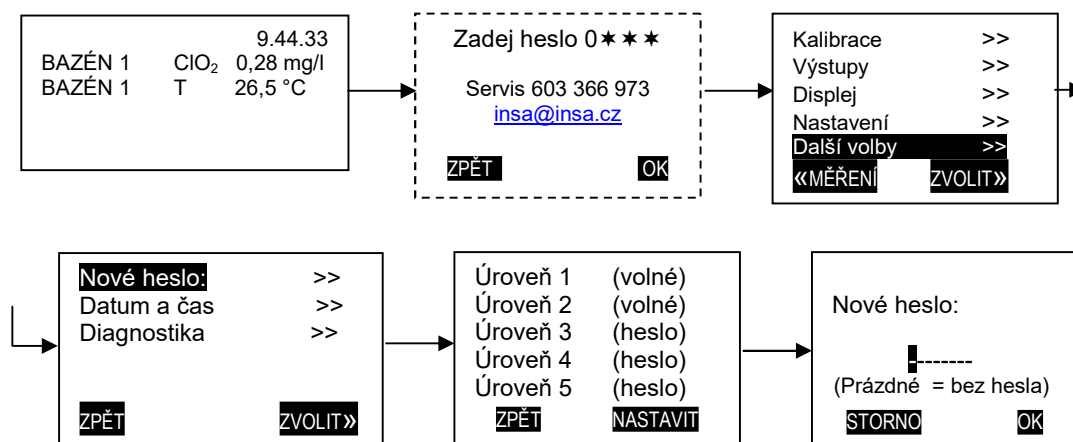 9.44.33
BAZÉN 1 ClO₂ 0,28 mg/l
BAZÉN 1 T 26,5 °C
Zadej heslo 0✶✶✶
Servis 603 366 973
insa@insa.cz
ZPĚT OK
Kalibrace >>
Výstupy >>
Displej >>
Nastavení >>
Další volby >>
«MĚŘENÍ ZVOLIT»
Nové heslo: >>
Datum a čas >>
Diagnostika >>
ZPĚT ZVOLIT»
Úroveň 1 (volné)
Úroveň 2 (volné)
Úroveň 3 (heslo)
Úroveň 4 (heslo)
Úroveň 5 (heslo)
ZPĚT NASTAVIT
Nové heslo:
--------
(Prázdné = bez hesla)
STORNO OK